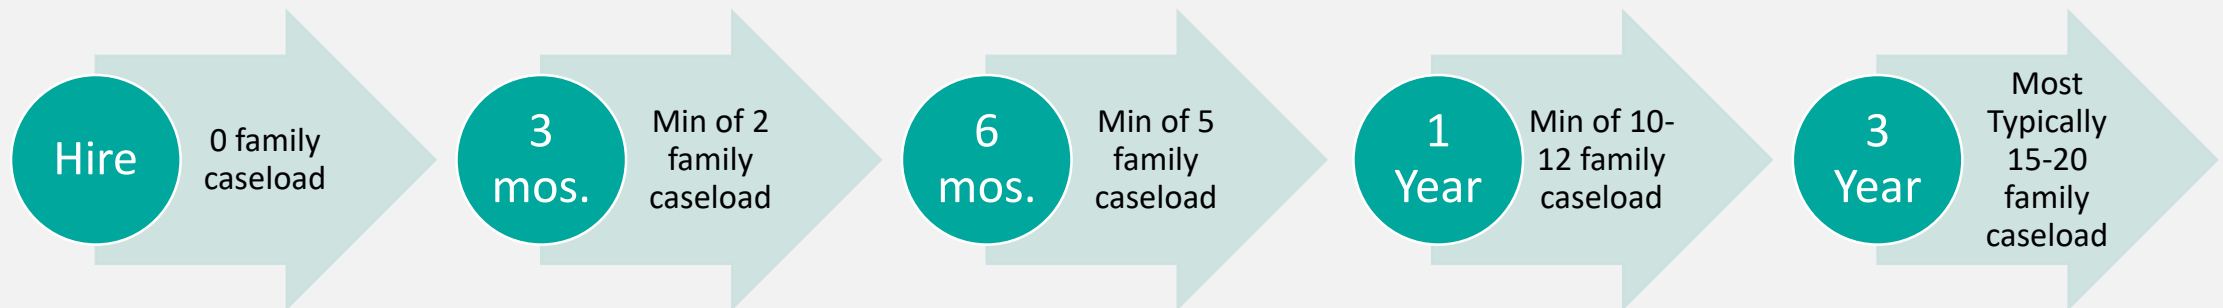 Hire
0 family
caseload
3
mos.
Min of 2
family
caseload
6
mos.
Min of 5
family
caseload
1
Year
Min of 10-
12 family
caseload
3
Year
Most
Typically
15-20
family
caseload